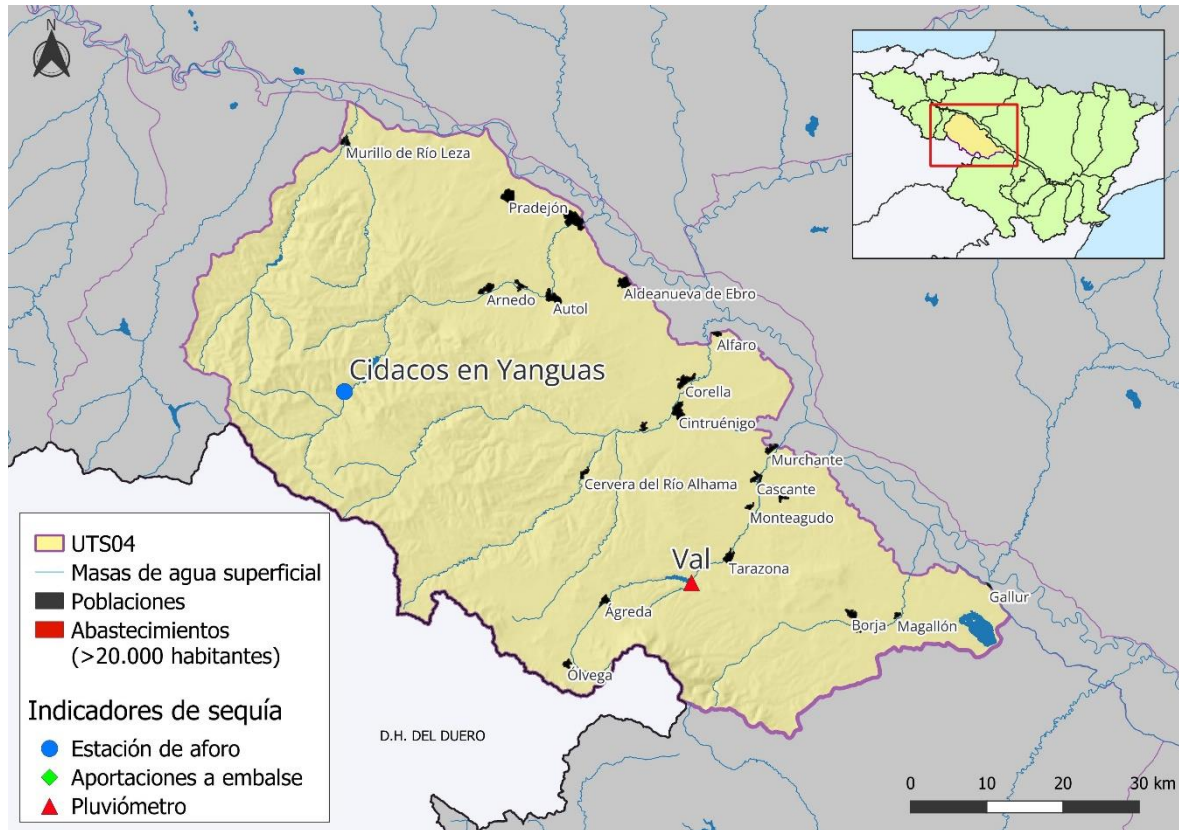 N
Murillo de Río Leza
Pradejón
Arnedo
Autol
Aldeanueva de Ebro
Alfaro
Cidacos en Yanguas
Corella
Cintruénigo
Murchante
Cervera del Río Alhama
Cascante
Monteagudo
Val
Tarazona
Ágreda
Gallur
Borja
Magallón
Ólvega
D.H. DEL DUERO
UTS04
Masas de agua superficial
Poblaciones
Abastecimientos
(>20.000 habitantes)
Indicadores de sequía
Estación de aforo
Aportaciones a embalse
Pluviómetro
0 10 20 30 km